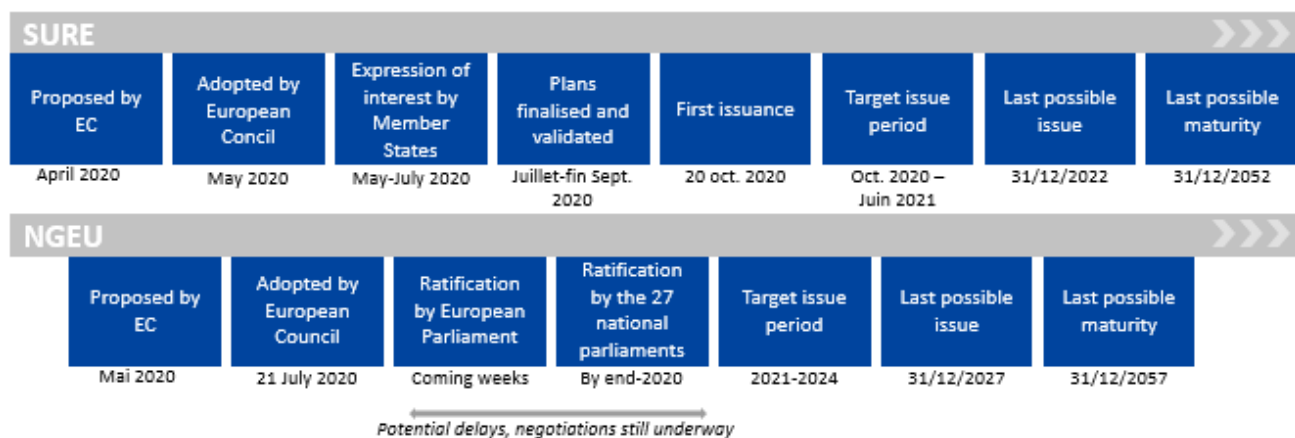 SURE
Proposed by
EC
April 2020
Adopted by
European
Concil
May 2020
Expression of
interest by
Member
States
May-July 2020
Plans
finalised and
validated
Juillet-fin Sept.
2020
First issuance
20 oct. 2020
Target issue
period
Oct. 2020 –
Juin 2021
Last possible
issue
31/12/2022
Last possible
maturity
31/12/2052
NGEU
Proposed by
EC
Mai 2020
Adopted by
European
Council
21 July 2020
Ratification
by European
Parliament
Coming weeks
Ratification
by the 27
national
parliaments
By end-2020
Target issue
period
2021-2024
Last possible
issue
31/12/2027
Last possible
maturity
31/12/2057
Potential delays, negotiations still underway